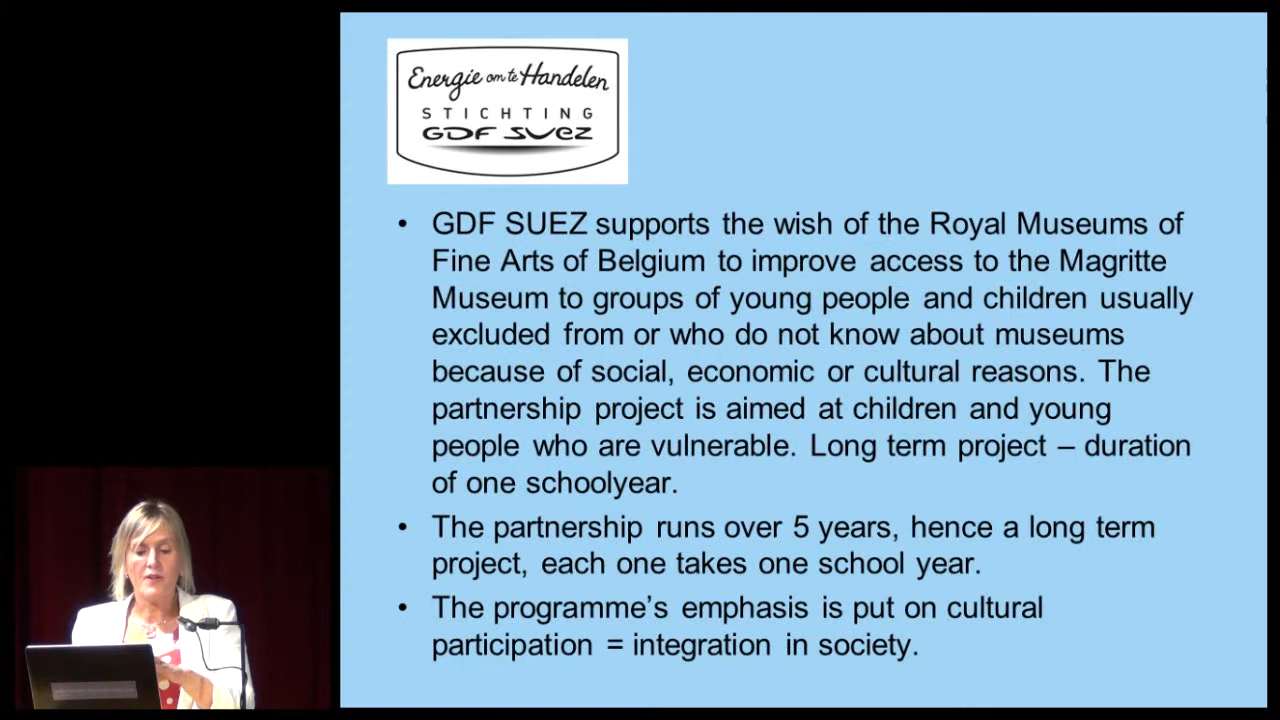 Energie om te Handelen
STICHTING
GDF SUEZ
• GDF SUEZ supports the wish of the Royal Museums of
Fine Arts of Belgium to improve access to the Magritte
Museum to groups of young people and children usually
excluded from or who do not know about museums
because of social, economic or cultural reasons. The
partnership project is aimed at children and young
people who are vulnerable. Long term project – duration
of one schoolyear.
• The partnership runs over 5 years, hence a long term
project, each one takes one school year.
• The programme’s emphasis is put on cultural
participation = integration in society.